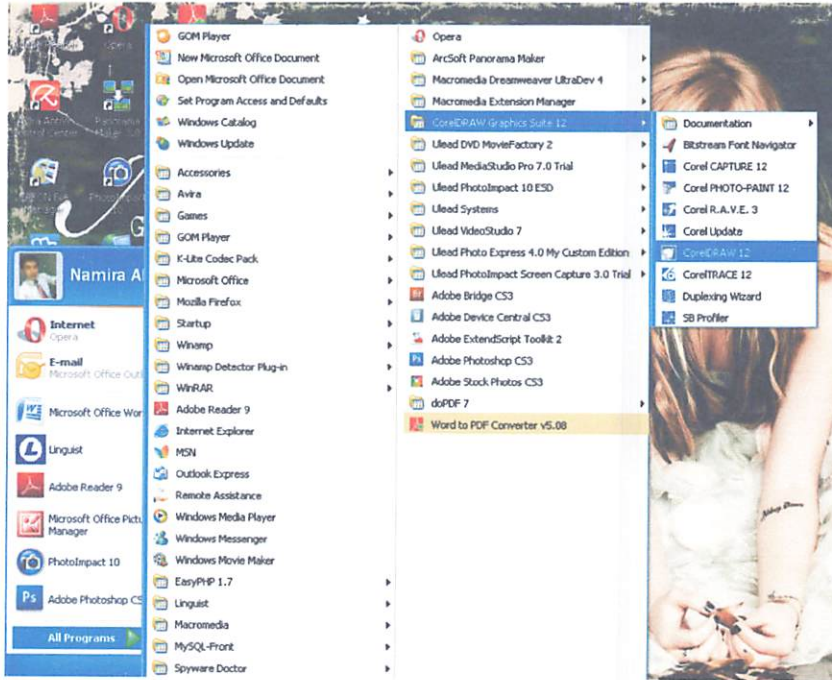 Opera
GOM Player
New Microsoft Office Document
Open Microsoft Office Document
Set Program Access and Defaults
Windows Catalog
Windows Update
Accessories
Avira
Games
GOM Player
K-Lite Codec Pack
Microsoft Office
Mozilla Firefox
Startup
Winamp
Winamp Detector Plug-in
WinRAR
Adobe Reader 9
Internet Explorer
MSN
Outlook Express
Remote Assistance
Windows Media Player
Windows Messenger
Windows Movie Maker
EasyPHP 1.7
Linguist
Macromedia
MySQL-Front
Spyware Doctor
Opera
ArcSoft Panorama Maker
Macromedia Dreamweaver UltraDev 4
Macromedia Extension Manager
CorelDRAW Graphics Suite 12
Ulead DVD MovieFactory 2
Ulead MediaStudio Pro 7.0 Trial
Ulead PhotoImpact 10 ESD
Ulead Systems
Ulead VideoStudio 7
Ulead Photo Express 4.0 My Custom Edition
Ulead PhotoImpact Screen Capture 3.0 Trial
Adobe Bridge CS3
Adobe Device Central CS3
Adobe ExtendScript Toolkit 2
Adobe Photoshop CS3
Adobe Stock Photos CS3
doPDF 7
Word to PDF Converter v5.08
Documentation
Bitstream Font Navigator
Corel CAPTURE 12
Corel PHOTO-PAINT 12
Corel R.A.V.E. 3
Corel Update
CorelDRAW 12
CorelTRACE 12
Duplexing Wizard
SB Profiler
Namira
Internet
Opera
E-mail
Microsoft Office Out
Microsoft Office Wor
Linguist
Adobe Reader 9
Microsoft Office Pictu
Manager
PhotoImpact 10
Ps
Adobe Photoshop CS
All Programs